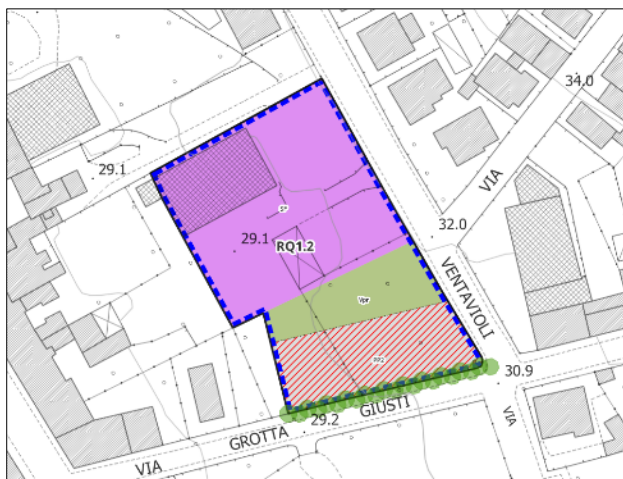 34.0
29.1
VIA
32.0
29.1
RQ1.2
VENTAVIOLI
Vpr
30.9
29.2
GIUSTI
VIA
GROTTA
VIA